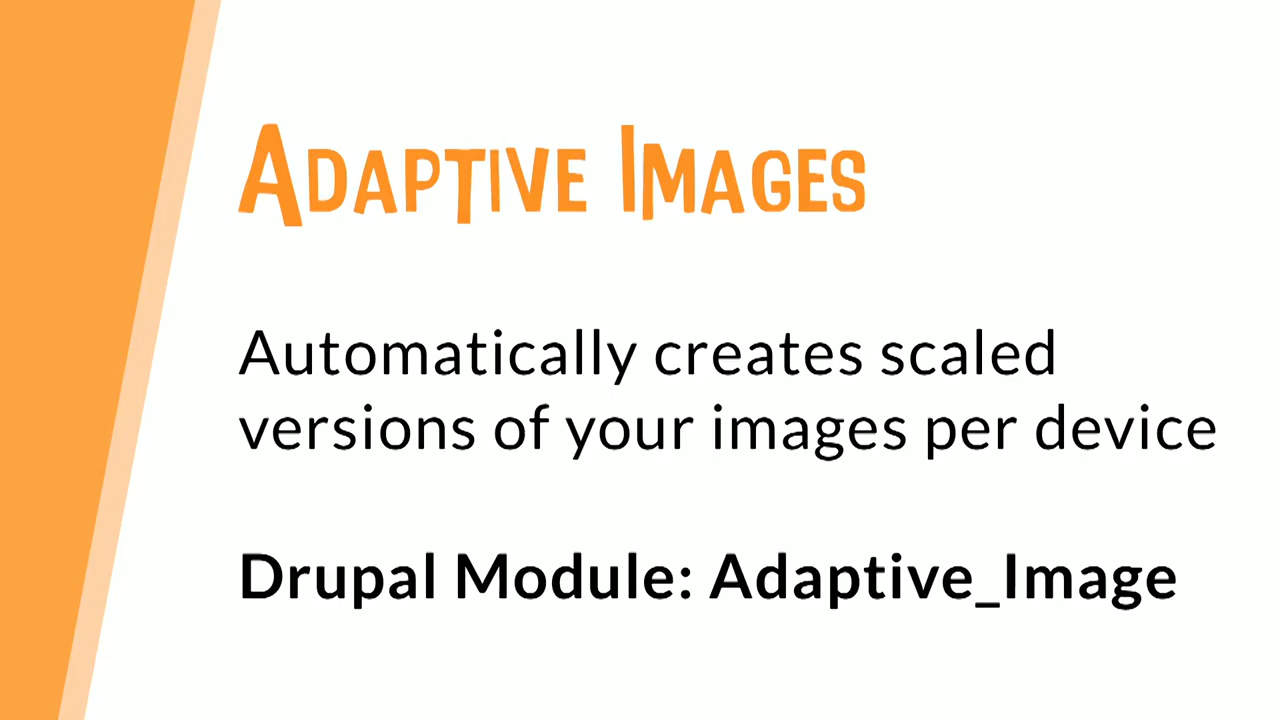 Adaptive Images
Automatically creates scaled
versions of your images per device
Drupal Module: Adaptive_Image